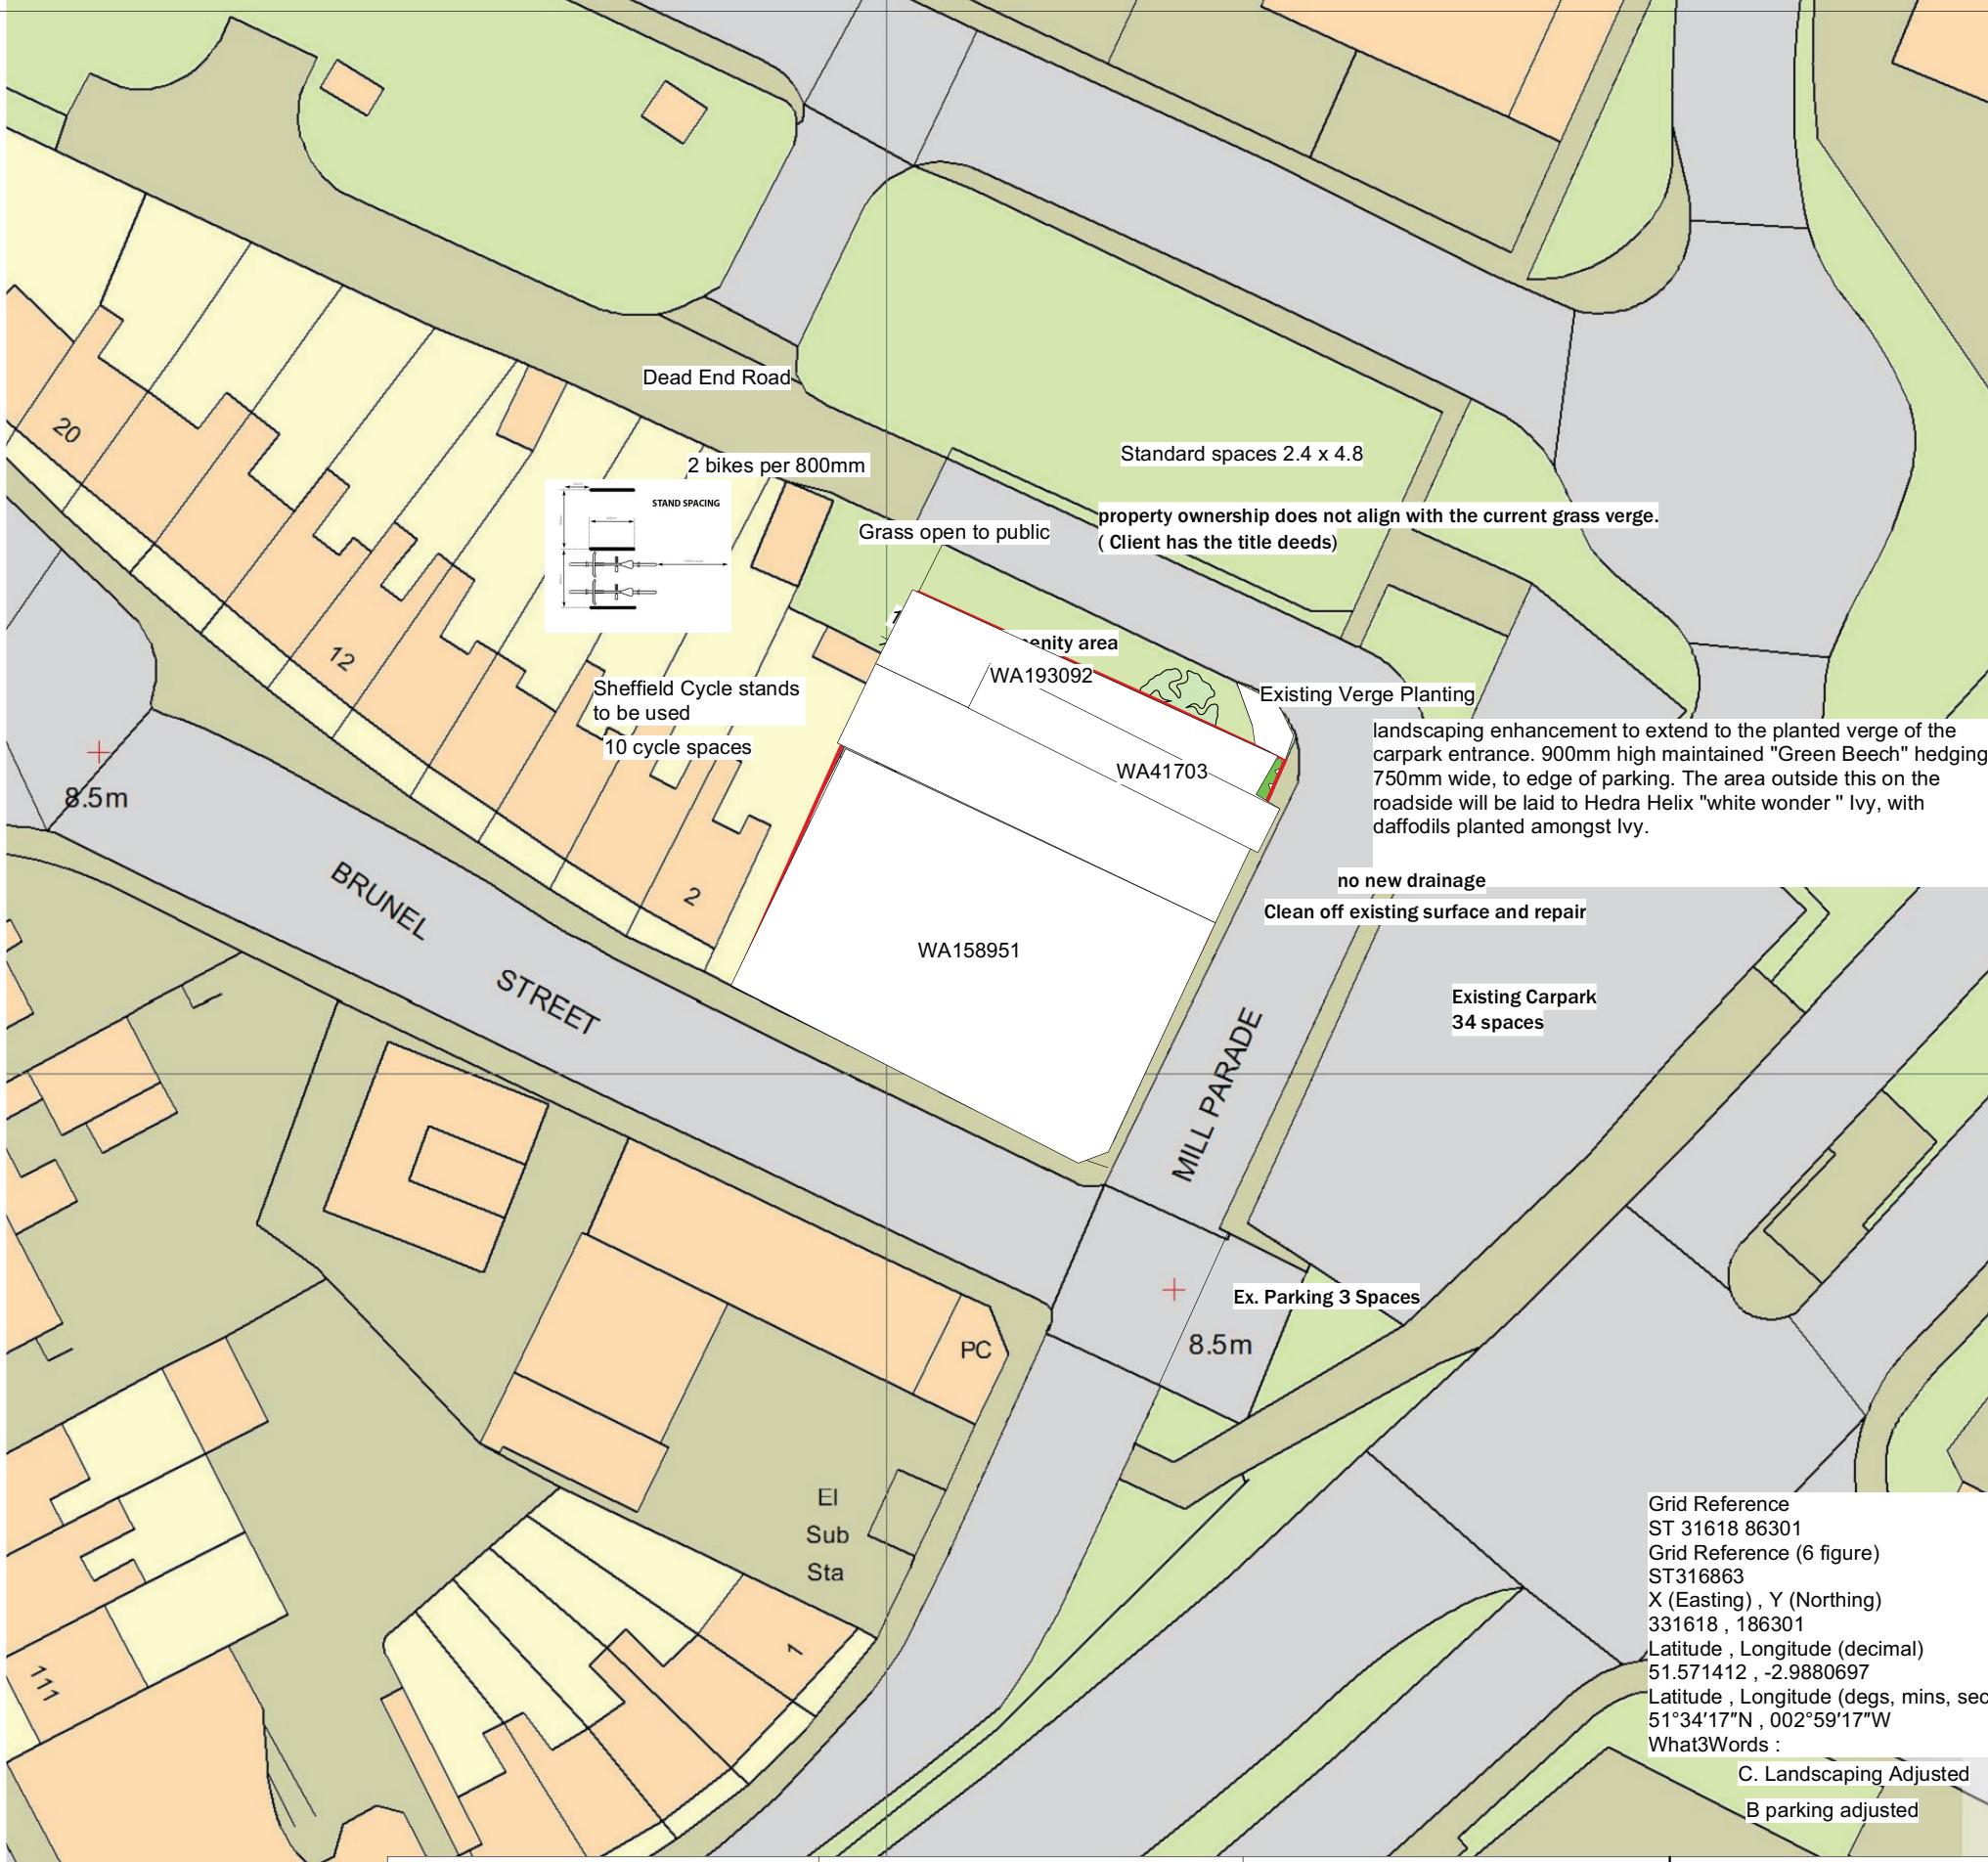 20
Dead End Road
2 bikes per 800mm
STAND SPACING
Standard spaces 2.4 x 4.8
Grass open to public
property ownership does not align with the current grass verge.
( Client has the title deeds)
12
enity area
WA193092
Sheffield Cycle stands
to be used
10 cycle spaces
Existing Verge Planting
WA41703
landscaping enhancement to extend to the planted verge of the
carpark entrance. 900mm high maintained "Green Beech" hedging
750mm wide, to edge of parking. The area outside this on the
roadside will be laid to Hedra Helix "white wonder " Ivy, with
daffodils planted amongst Ivy.
8.5m
2
BRUNEL
STREET
no new drainage
Clean off existing surface and repair
WA158951
Existing Carpark
34 spaces
MILL PARADE
Ex. Parking 3 Spaces
8.5m
PC
El
Sub
Sta
1
111
Grid Reference
ST 31618 86301
Grid Reference (6 figure)
ST316863
X (Easting) , Y (Northing)
331618 , 186301
Latitude , Longitude (decimal)
51.571412 , -2.9880697
Latitude , Longitude (degs, mins, sec
51°34′17″N , 002°59′17″W
What3Words :
C. Landscaping Adjusted
B parking adjusted